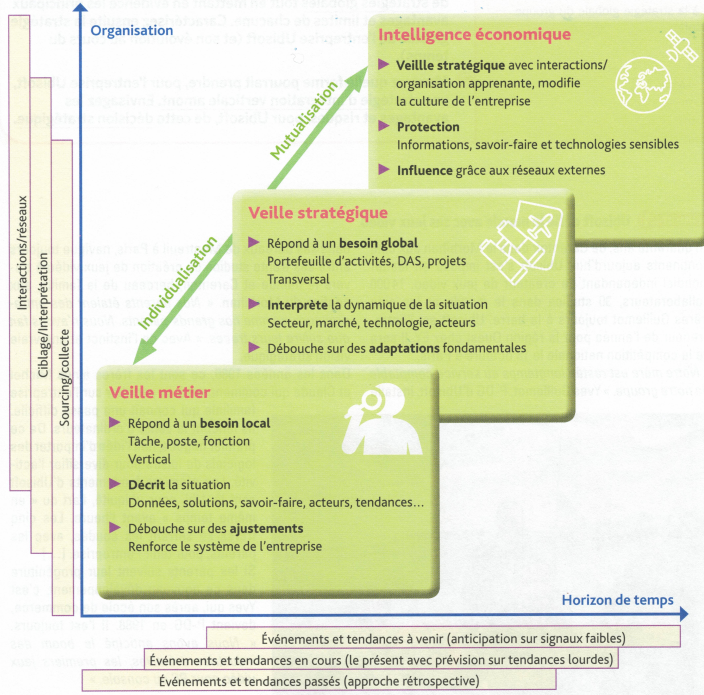 Organisation
Intelligence économique
Veillle stratégique avec interactions/
organisation apprenante, modifie
la culture de l'entreprise
Protection
Informations, savoir-faire et technologies sensibles
Influence grâce aux réseaux externes
Mutualisation
Individualisation
Veille stratégique
Répond à un besoin global
Portefeuille d'activités, DAS, projets
Transversal
Interprète la dynamique de la situation
Secteur, marché, technologie, acteurs
Débouche sur des adaptations fondamentales
Veille métier
Répond à un besoin local
Tâche, poste, fonction
Vertical
Décrit la situation
Données, solutions, savoir-faire, acteurs, tendances...
Débouche sur des ajustements
Renforce le système de l'entreprise
Interactions/réseaux
Ciblage/Interprétation
Sourcing/collecte
Horizon de temps
Événements et tendances à venir (anticipation sur signaux faibles)
Événements et tendances en cours (le présent avec prévision sur tendances lourdes)
Événements et tendances passés (approche rétrospective)